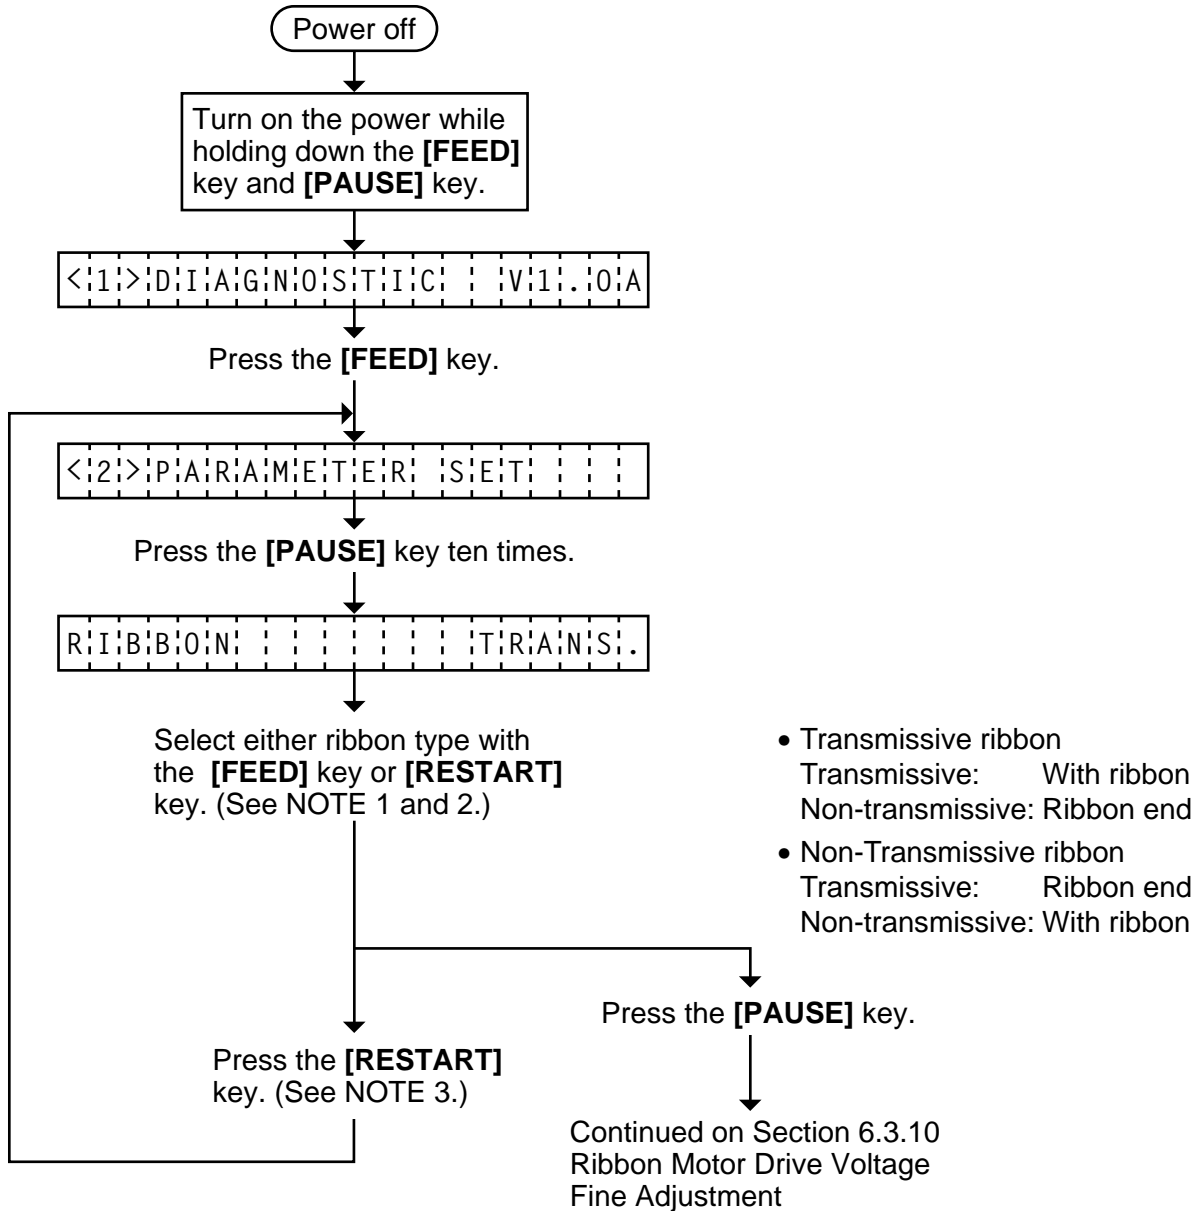 Power off
Turn on the power while
holding down the [FEED]
key and [PAUSE] key.
<1>DIAGNOSTIC  V1.0A
Press the [FEED] key.
<2>PARAMETER SET
Press the [PAUSE] key ten times.
RIBBON        TRANS.
Select either ribbon type with
the [FEED] key or [RESTART]
key. (See NOTE 1 and 2.)
• Transmissive ribbon
Transmissive: With ribbon
Non-transmissive: Ribbon end
• Non-Transmissive ribbon
Transmissive: Ribbon end
Non-transmissive: With ribbon
Press the [PAUSE] key.
Press the [RESTART]
key. (See NOTE 3.)
Continued on Section 6.3.10
Ribbon Motor Drive Voltage
Fine Adjustment